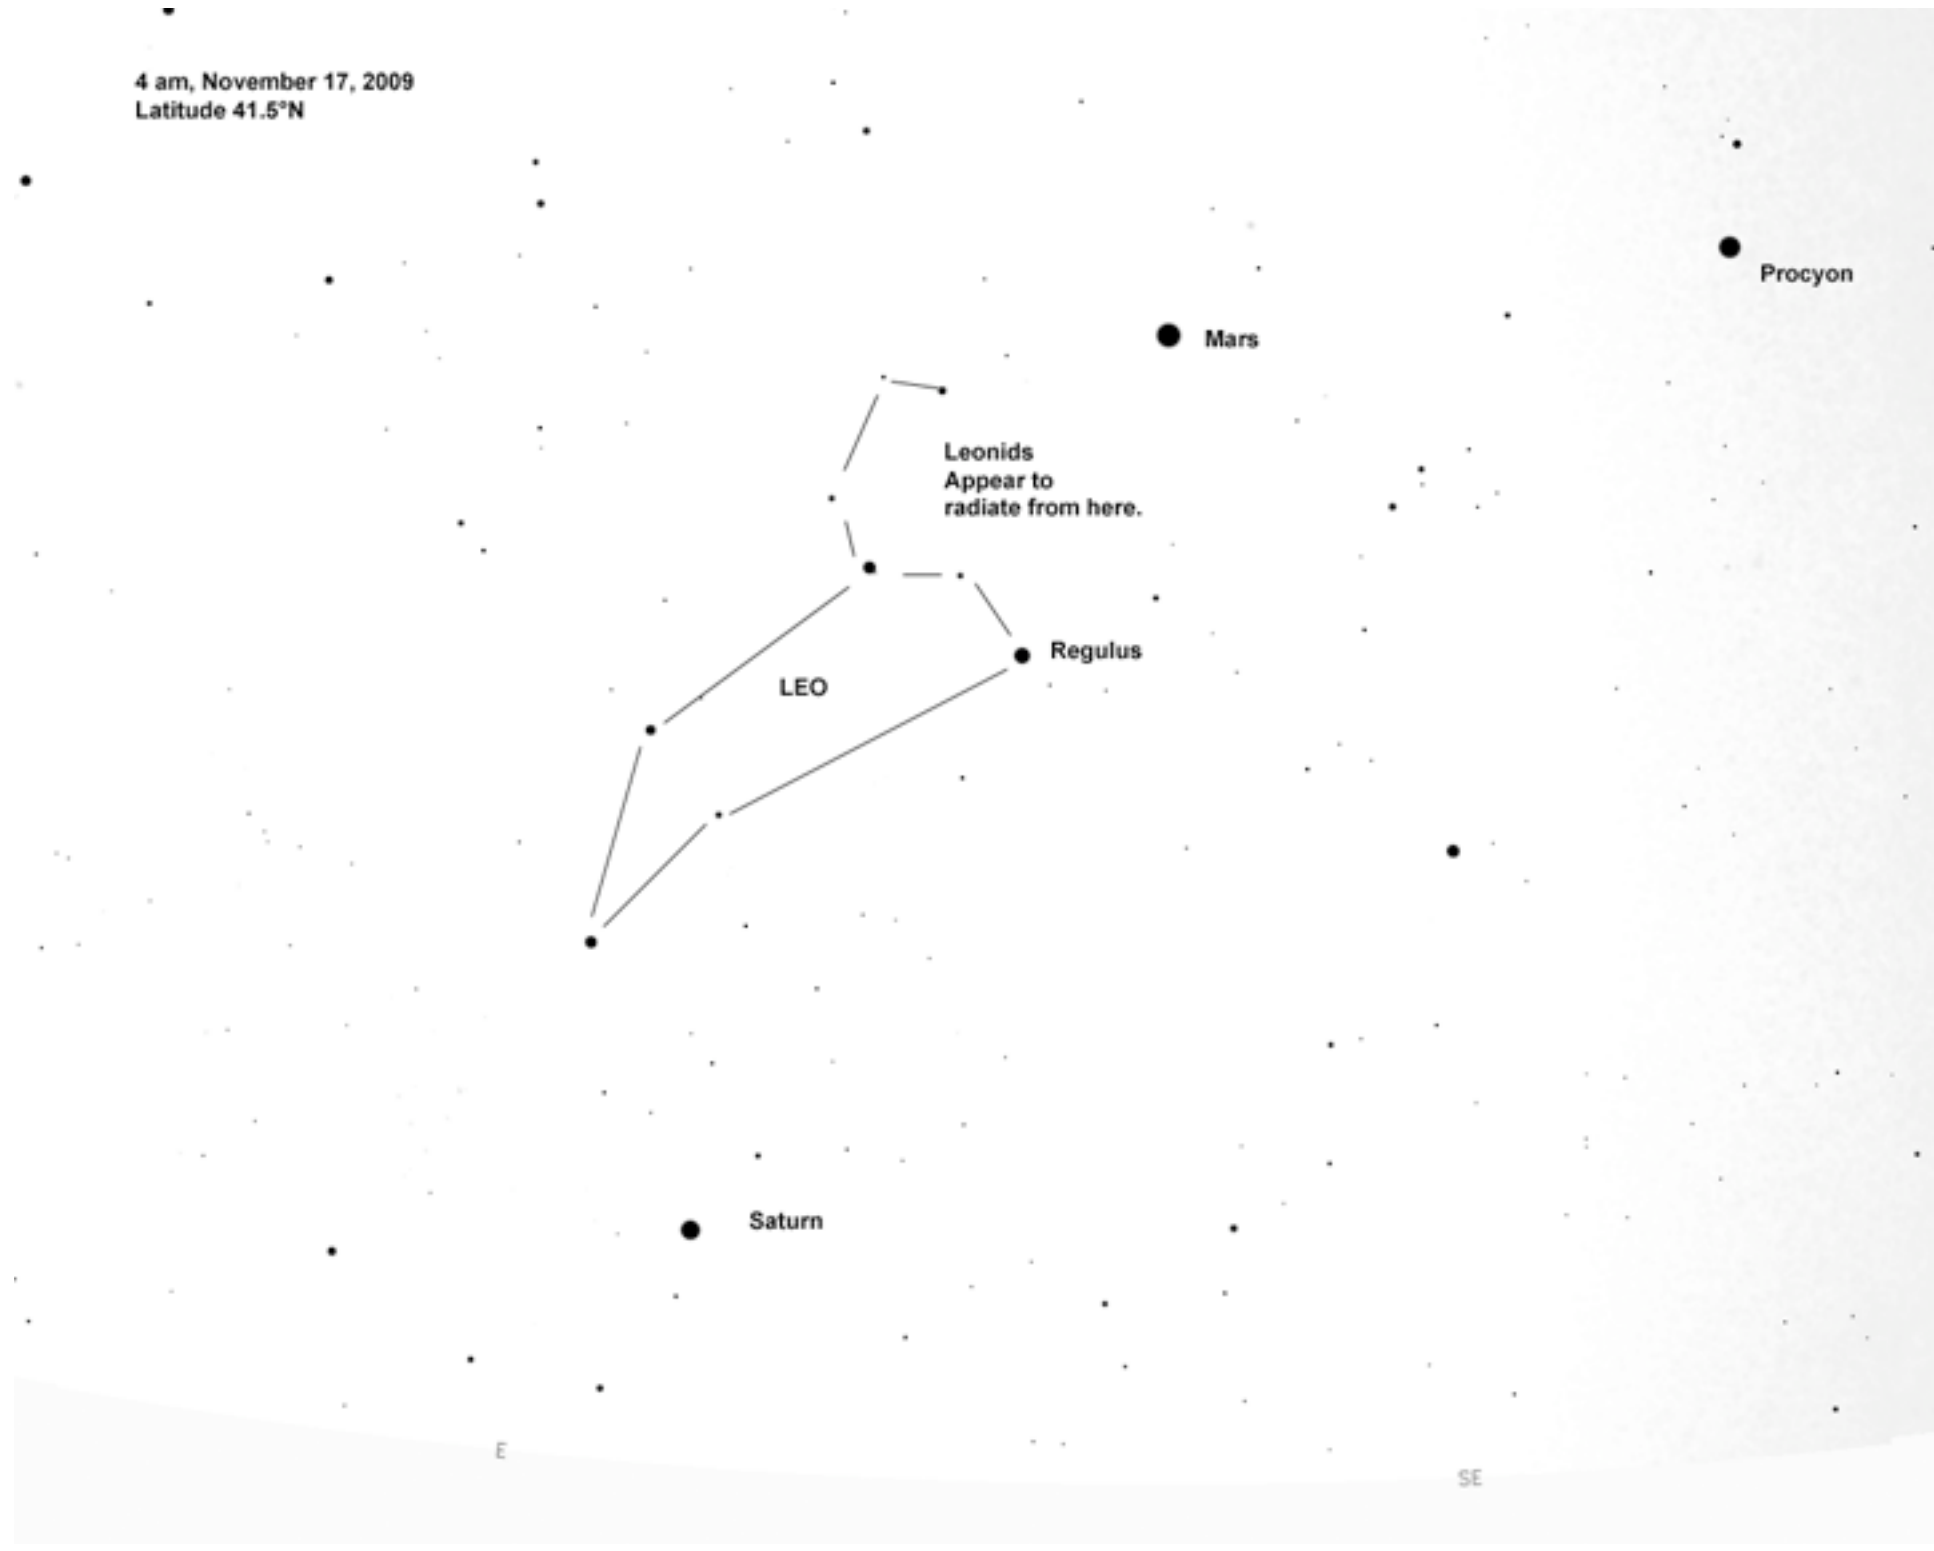 4 am, November 17, 2009
Latitude 41.5°N
Procyon
Mars
Leonids
Appear to
radiate from here.
Regulus
LEO
Saturn
E
SE